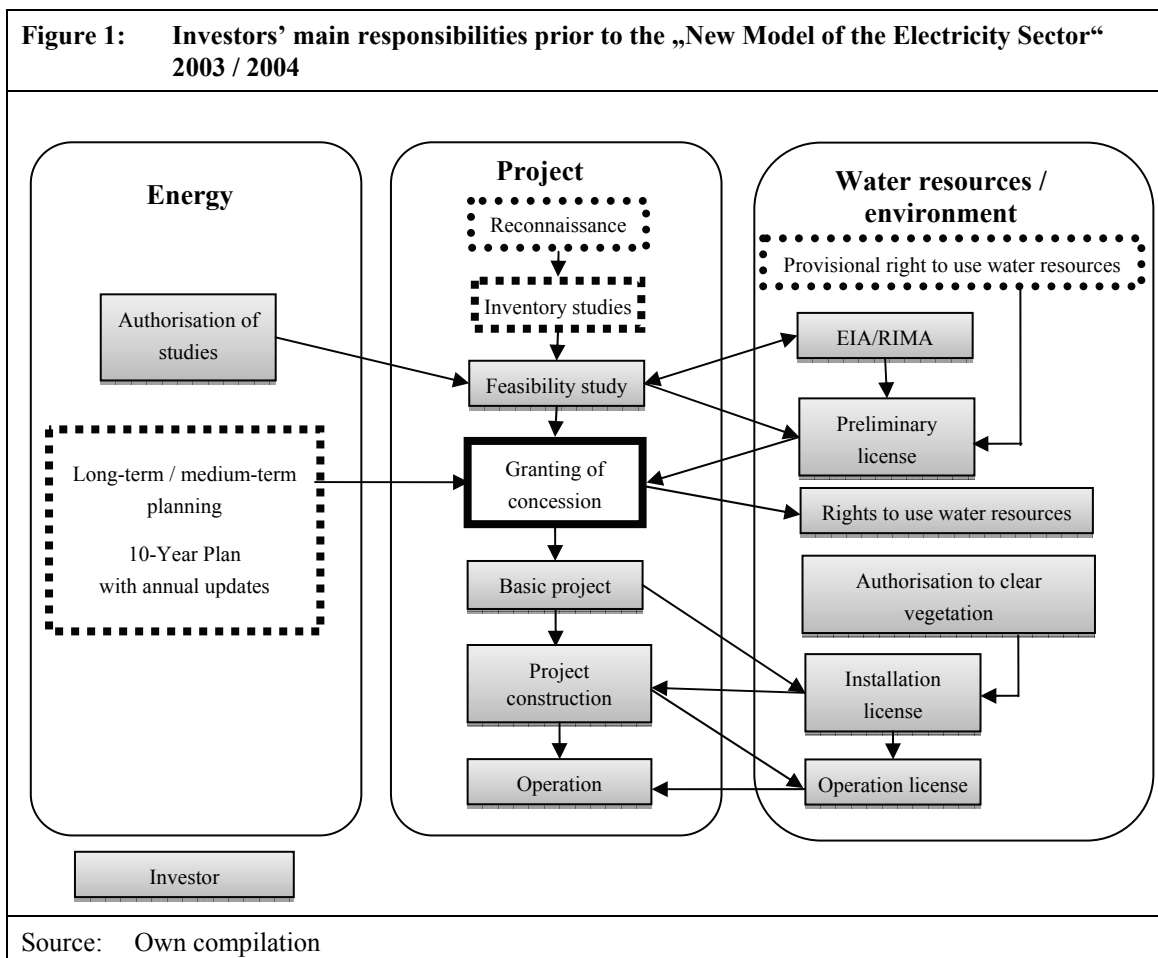 Figure 1: Investors’ main responsibilities prior to the „New Model of the Electricity Sector“
2003 / 2004
Energy
Authorisation of
studies
Long-term / medium-term
planning
10-Year Plan
with annual updates
Project
Reconnaissance
Inventory studies
Feasibility study
Granting of
concession
Basic project
Project
construction
Operation
Water resources /
environment
Provisional right to use water resources
EIA/RIMA
Preliminary
license
Rights to use water resources
Authorisation to clear
vegetation
Installation
license
Operation license
Investor
Source: Own compilation